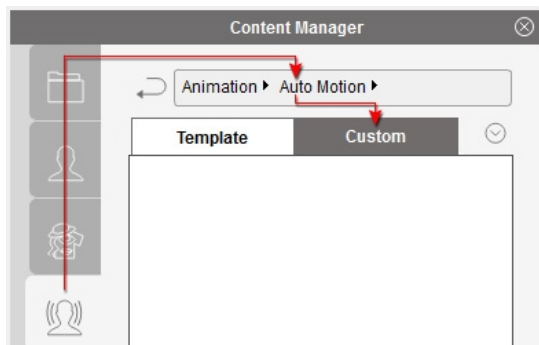 Content Manager
Animation ▸ Auto Motion ▸
Template Custom